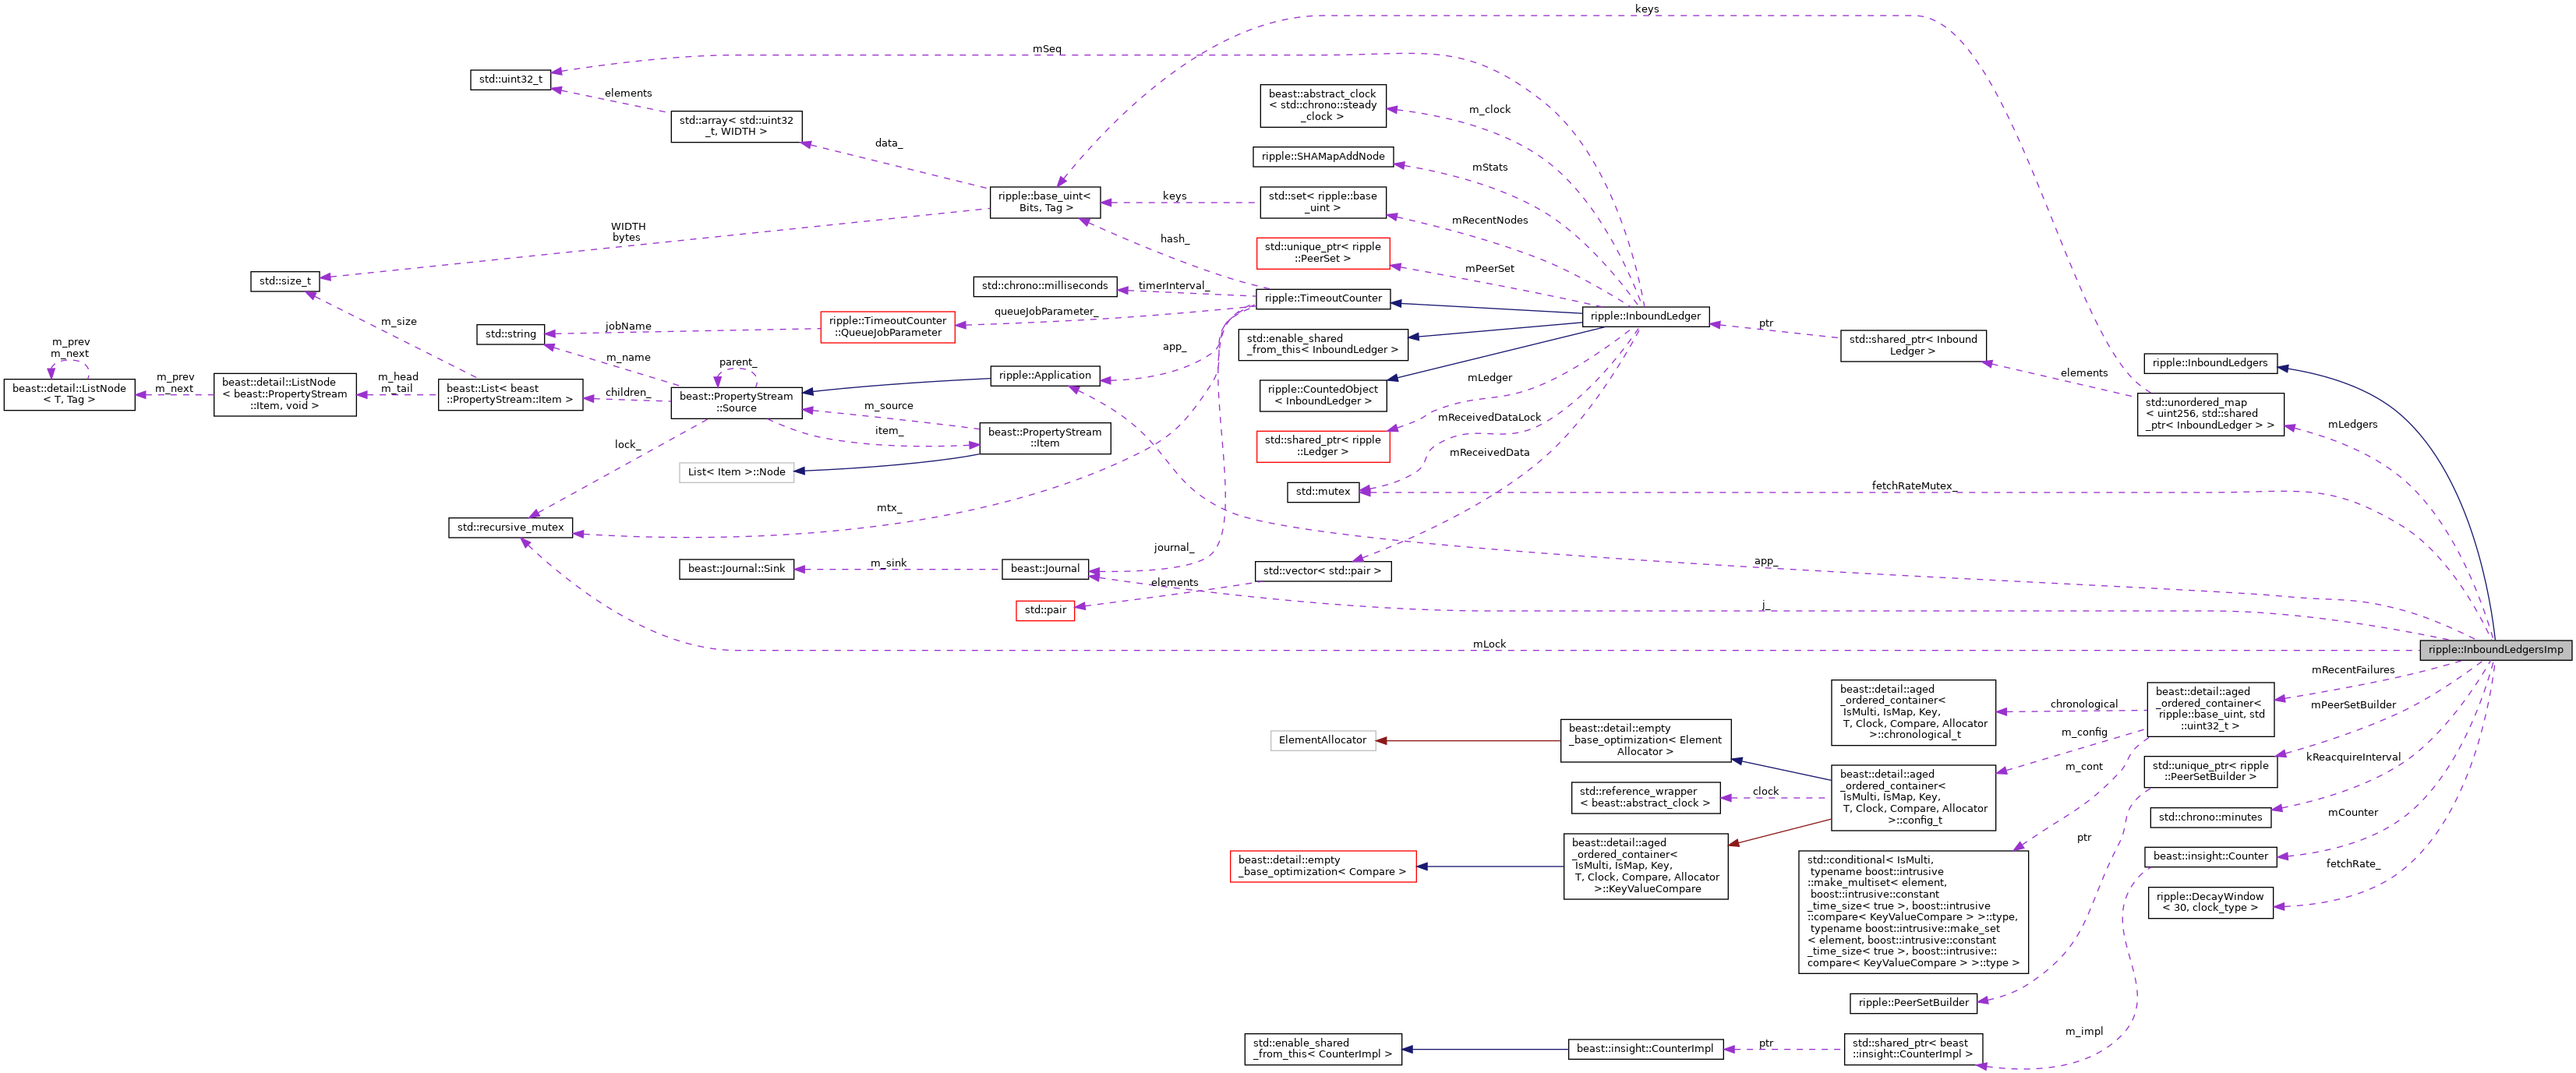 keys
mSeq
std::uint32_t
elements
std::array< std::uint32
_t, WIDTH >
data_
beast::abstract_clock
< std::chrono::steady
_clock >
m_clock
ripple::SHAMapAddNode
mStats
ripple::base_uint<
Bits, Tag >
keys
std::set< ripple::base
_uint >
mRecentNodes
WIDTH
bytes
hash_
std::unique_ptr< ripple
::PeerSet >
mPeerSet
std::size_t
std::chrono::milliseconds
timerInterval_
ripple::TimeoutCounter
ripple::InboundLedger
m_size
std::string
jobName
ripple::TimeoutCounter
::QueueJobParameter
queueJobParameter_
std::enable_shared
_from_this< InboundLedger >
ptr
std::shared_ptr< Inbound
Ledger >
m_prev
m_next
m_name
parent_
app_
ripple::InboundLedgers
elements
beast::detail::ListNode
< T, Tag >
m_prev
m_next
beast::detail::ListNode
< beast::PropertyStream
::Item, void >
m_head
m_tail
beast::List< beast
::PropertyStream::Item >
children_
beast::PropertyStream
::Source
ripple::Application
ripple::CountedObject
< InboundLedger >
mLedger
std::unordered_map
< uint256, std::shared
_ptr< InboundLedger > >
mLedgers
m_source
item_
beast::PropertyStream
::Item
mReceivedDataLock
lock_
List< Item >::Node
std::shared_ptr< ripple
::Ledger >
mReceivedData
std::mutex
fetchRateMutex_
std::recursive_mutex
mtx_
journal_
beast::Journal::Sink
m_sink
beast::Journal
std::vector< std::pair >
app_
elements
std::pair
j_
mLock
ripple::InboundLedgersImp
mRecentFailures
beast::detail::aged
_ordered_container<
IsMulti, IsMap, Key,
T, Clock, Compare, Allocator
>::chronological_t
chronological
beast::detail::aged
_ordered_container<
ripple::base_uint, std
::uint32_t >
mPeerSetBuilder
ElementAllocator
beast::detail::empty
_base_optimization< Element
Allocator >
m_config
m_cont
std::unique_ptr< ripple
::PeerSetBuilder >
kReacquireInterval
std::reference_wrapper
< beast::abstract_clock >
clock
beast::detail::aged
_ordered_container<
IsMulti, IsMap, Key,
T, Clock, Compare, Allocator
>::config_t
std::chrono::minutes
mCounter
ptr
beast::detail::empty
_base_optimization< Compare >
beast::detail::aged
_ordered_container<
IsMulti, IsMap, Key,
T, Clock, Compare, Allocator
>::KeyValueCompare
beast::insight::Counter
fetchRate_
std::conditional< IsMulti,
typename boost::intrusive
::make_multiset< element,
boost::intrusive::constant
_time_size< true >, boost::intrusive
::compare< KeyValueCompare > >::type,
typename boost::intrusive::make_set
< element, boost::intrusive::constant
_time_size< true >, boost::intrusive::
compare< KeyValueCompare > >::type >
ripple::DecayWindow
< 30, clock_type >
ripple::PeerSetBuilder
m_impl
std::enable_shared
_from_this< CounterImpl >
beast::insight::CounterImpl
ptr
std::shared_ptr< beast
::insight::CounterImpl >